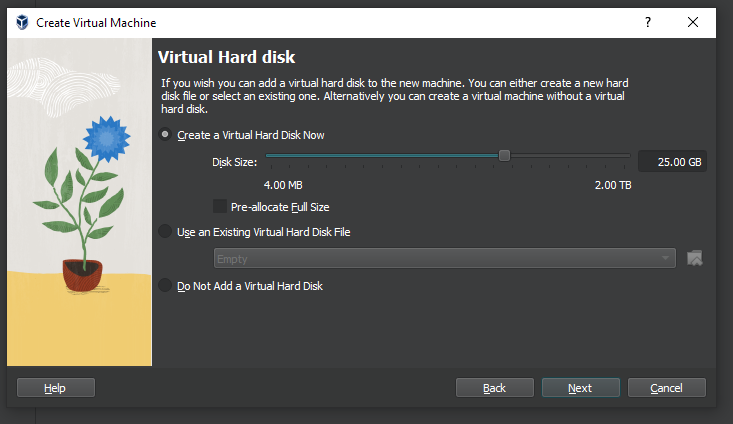 Create Virtual Machine
?
Virtual Hard disk
If you wish you can add a virtual hard disk to the new machine. You can either create a new hard
disk file or select an existing one. Alternatively you can create a virtual machine without a virtual
hard disk.
Create a Virtual Hard Disk Now
Disk Size:
25.00 GB
4.00 MB
2.00 TB
Pre-allocate Full Size
Use an Existing Virtual Hard Disk File
Empty
Do Not Add a Virtual Hard Disk
Help
Back
Next
Cancel